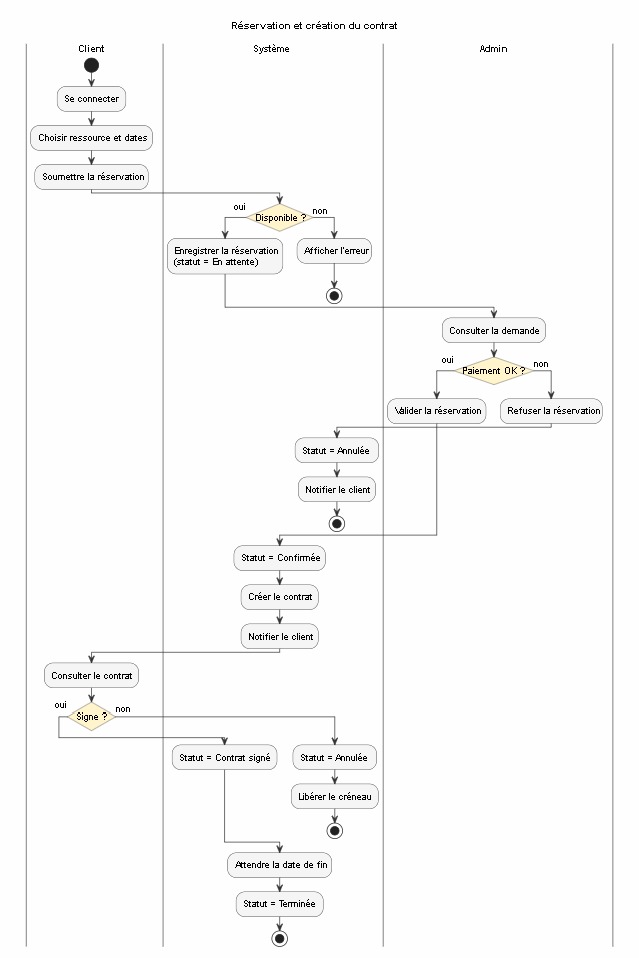 Réservation et création du contrat
Client
Système
Admin
Se connecter
Choisir ressource et dates
Soumettre la réservation
Disponible ?
oui
non
Enregistrer la réservation
(statut = En attente)
Afficher l'erreur
Consulter la demande
Paiement OK ?
oui
non
Valider la réservation
Refuser la réservation
Statut = Annulée
Notifier le client
Statut = Confirmée
Créer le contrat
Notifier le client
Consulter le contrat
Signe ?
oui
non
Statut = Contrat signé
Statut = Annulée
Libérer le créneau
Attendre la date de fin
Statut = Terminée